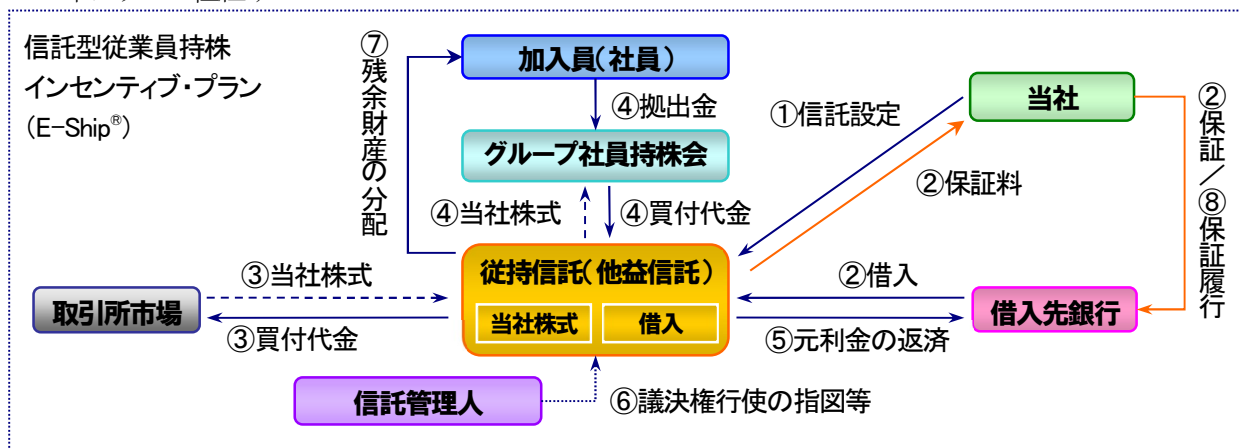 信託型従業員持株
インセンティブ・プラン
(E-Ship®)
⑦残余財産の分配
加入員(社員)
④拠出金
グループ社員持株会
④当社株式
④買付代金
①信託設定
②保証料
当社
②保証/⑧保証履行
従持信託(他益信託)
当社株式
借入
③当社株式
取引所市場
③買付代金
②借入
借入先銀行
⑤元利金の返済
信託管理人
⑥議決権行使の指図等